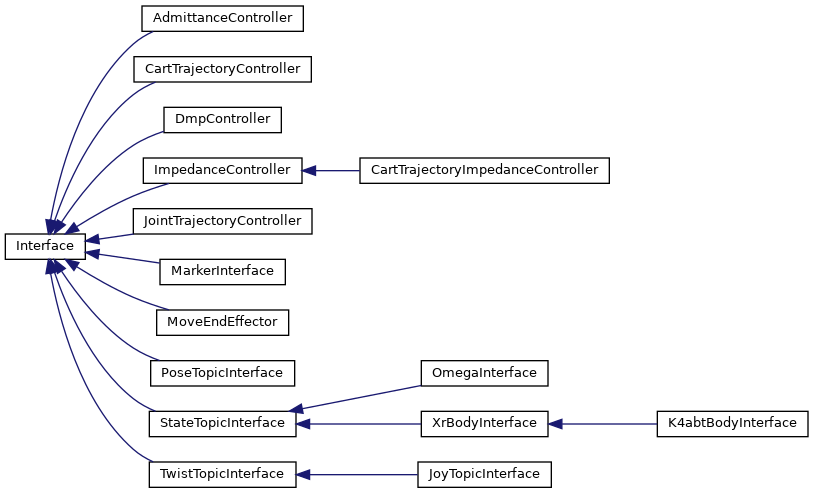 AdmittanceController
CartTrajectoryController
DmpController
ImpedanceController
CartTrajectoryImpedanceController
JointTrajectoryController
Interface
MarkerInterface
MoveEndEffector
PoseTopicInterface
OmegaInterface
StateTopicInterface
XrBodyInterface
K4abtBodyInterface
TwistTopicInterface
JoyTopicInterface